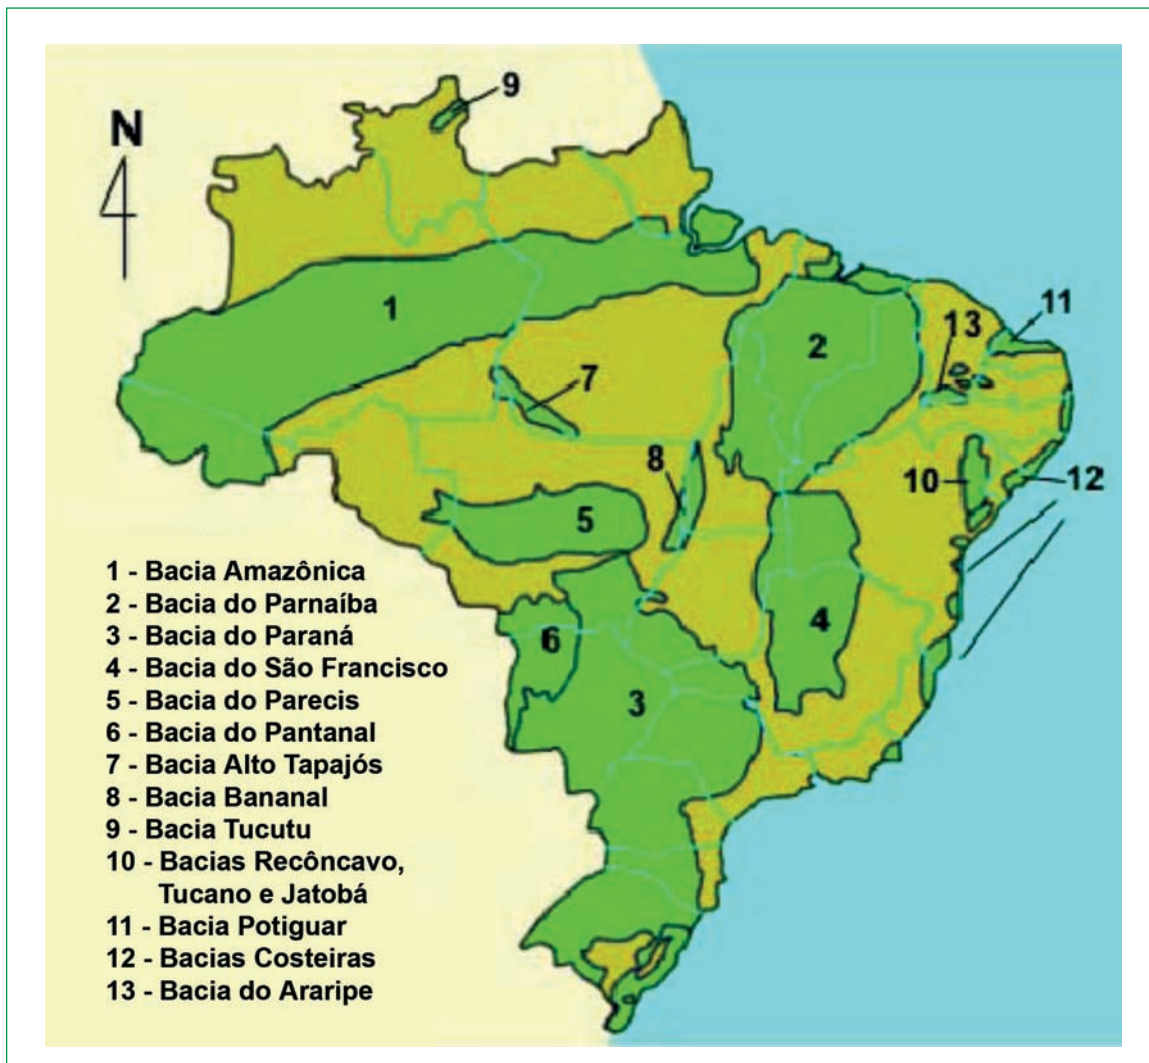 N
9
1
2
11
13
7
8
10
12
5
4
6
3
1 - Bacia Amazônica
2 - Bacia do Parnaíba
3 - Bacia do Paraná
4 - Bacia do São Francisco
5 - Bacia do Parecis
6 - Bacia do Pantanal
7 - Bacia Alto Tapajós
8 - Bacia Bananal
9 - Bacia Tucutu
10 - Bacias Recôncavo,
Tucano e Jatobá
11 - Bacia Potiguar
12 - Bacias Costeiras
13 - Bacia do Araripe